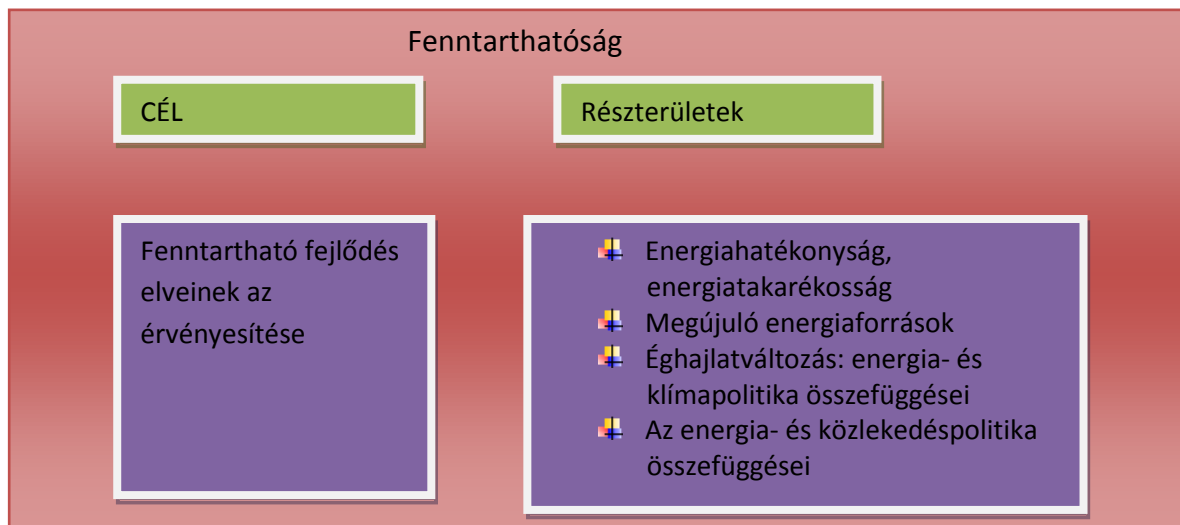 Fenntarthatóság
CÉL
Részterületek
Fenntartható fejlődés
elveinek az
érvényesítése
Energiahatékonyság,
energiatakarékosság
Megújuló energiaforrások
Éghajlatváltozás: energia- és
klímapolitika összefüggései
Az energia- és közlekedéspolitika
összefüggései